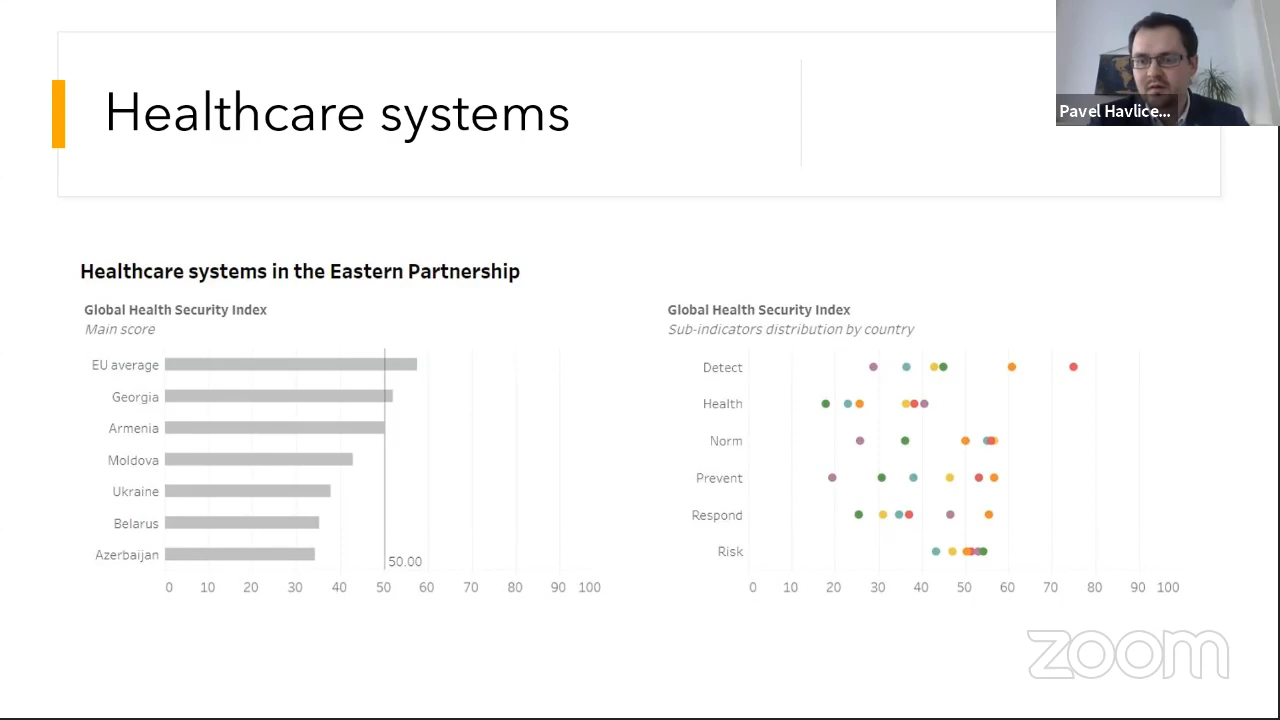 Healthcare systems
Pavel Havlice...
Healthcare systems in the Eastern Partnership
Global Health Security Index
Main score
EU average
Georgia
Armenia
Moldova
Ukraine
Belarus
Azerbaijan
50.00
0 10 20 30 40 50 60 70 80 90 100
Global Health Security Index
Sub-indicators distribution by country
Detect
Health
Norm
Prevent
Respond
Risk
0 10 20 30 40 50 60 70 80 90 100
zoom